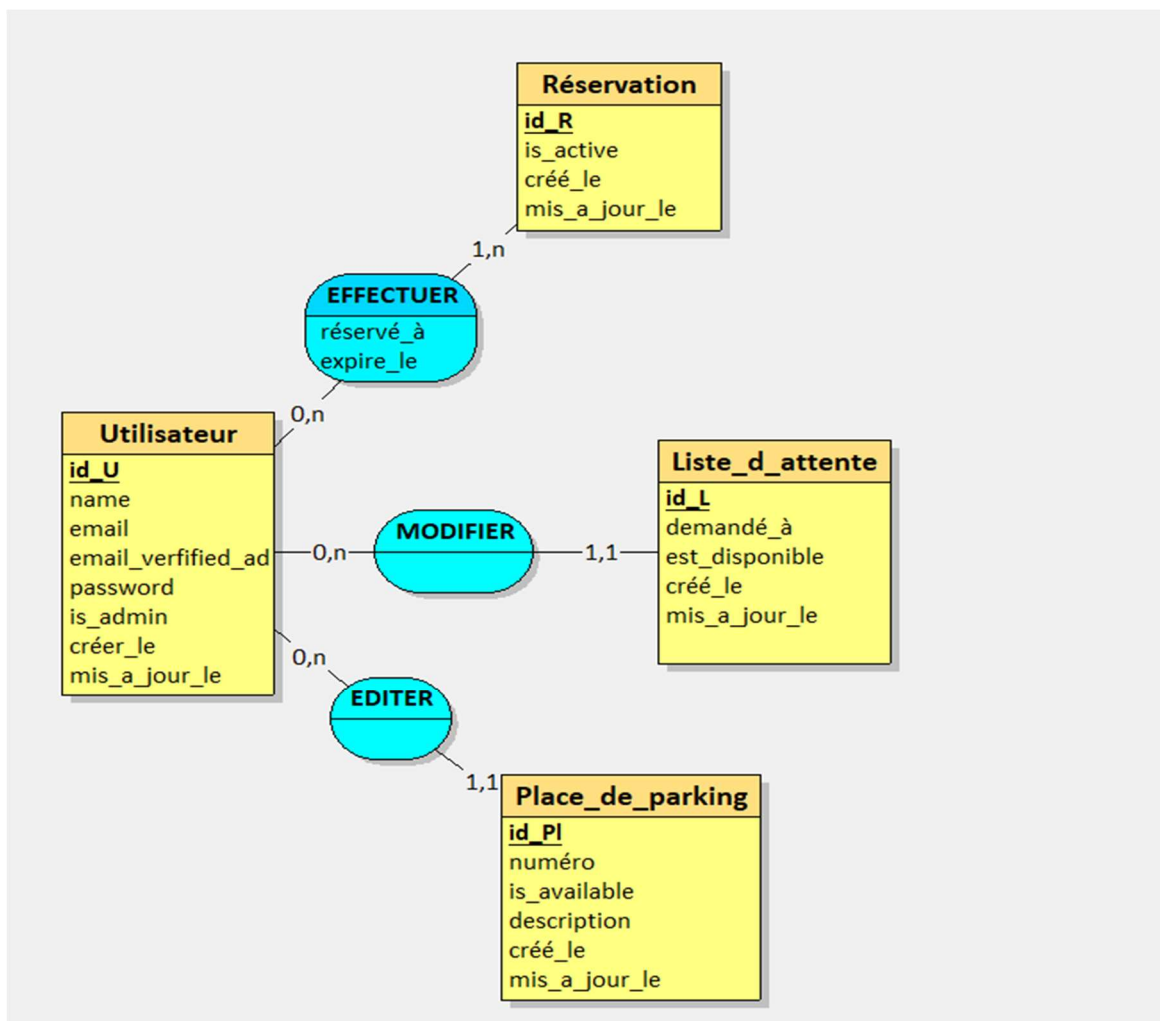 Réservation
id_R
is_active
créé_le
mis_a_jour_le
1,n
EFFECTUER
réservé_à
expire_le
0,n
Utilisateur
id_U
name
email
email_verfified_ad
password
is_admin
créer_le
mis_a_jour_le
0,n
MODIFIER
1,1
Liste_d_attente
id_L
demandé_à
est_disponible
créé_le
mis_a_jour_le
0,n
EDITER
1,1
Place_de_parking
id_Pl
numéro
is_available
description
créé_le
mis_a_jour_le